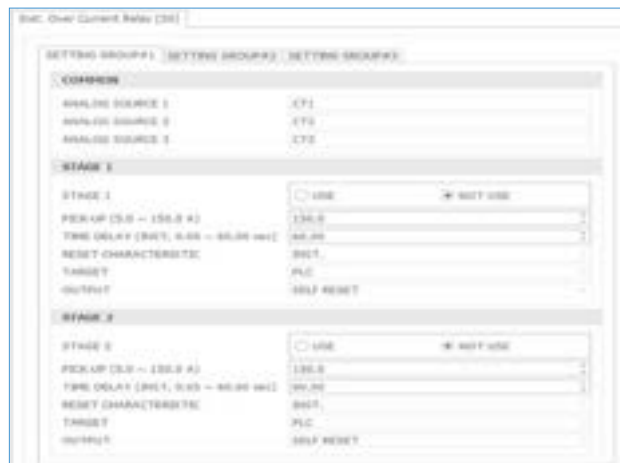 Inst. Over Current Relay [50]
SETTING GROUP#1 SETTING GROUP#2 SETTING GROUP#3
COMMON
ANALOG SOURCE 1 CT1
ANALOG SOURCE 2 CT2
ANALOG SOURCE 3 CT3
STAGE 1
STAGE 1 USE NOT USE
PICK-UP (5.0 ~ 150.0 A) 150.0
TIME DELAY (INST, 0.05 ~ 60.00 sec) 60.00
RESET CHARACTERISTIC INST.
TARGET PLC
OUTPUT SELF RESET
STAGE 2
STAGE 2 USE NOT USE
PICK-UP (5.0 ~ 150.0 A) 150.0
TIME DELAY (INST, 0.05 ~ 60.00 sec) 60.00
RESET CHARACTERISTIC INST.
TARGET PLC
OUTPUT SELF RESET